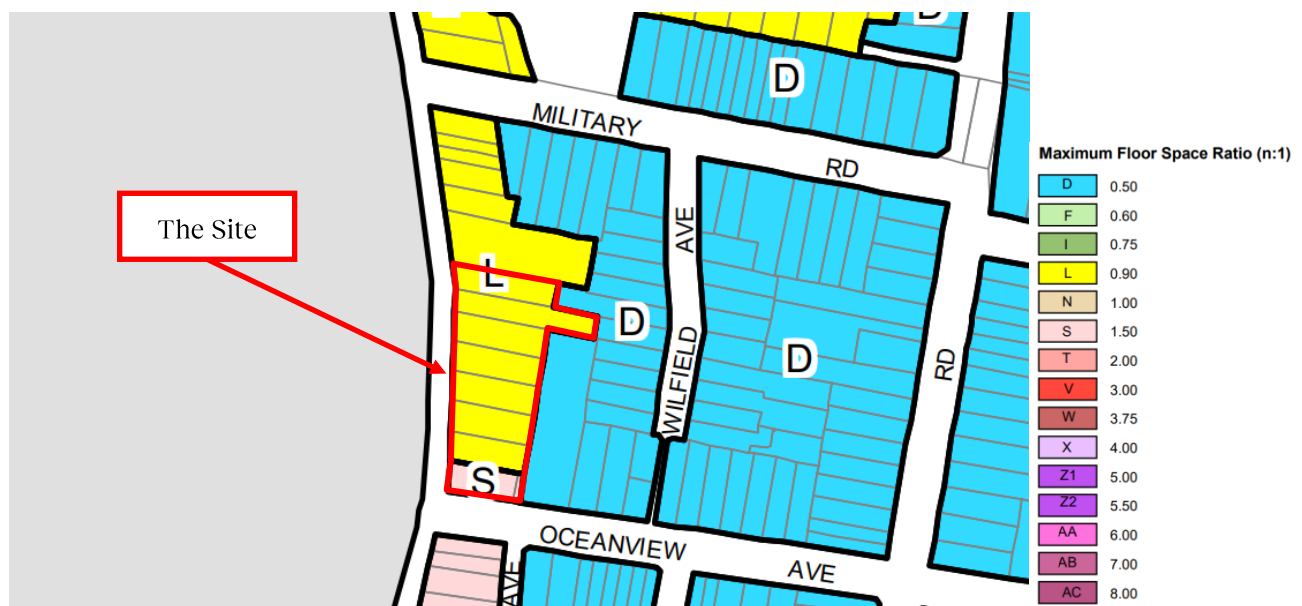 D
D
MILITARY
RD
The Site
AVE
L
D
D
WILFIELD
RD
S
OCEANVIEW
AVE
AVE
Maximum Floor Space Ratio (n:1)
D 0.50
F 0.60
I 0.75
L 0.90
N 1.00
S 1.50
T 2.00
V 3.00
W 3.75
X 4.00
Z1 5.00
Z2 5.50
AA 6.00
AB 7.00
AC 8.00